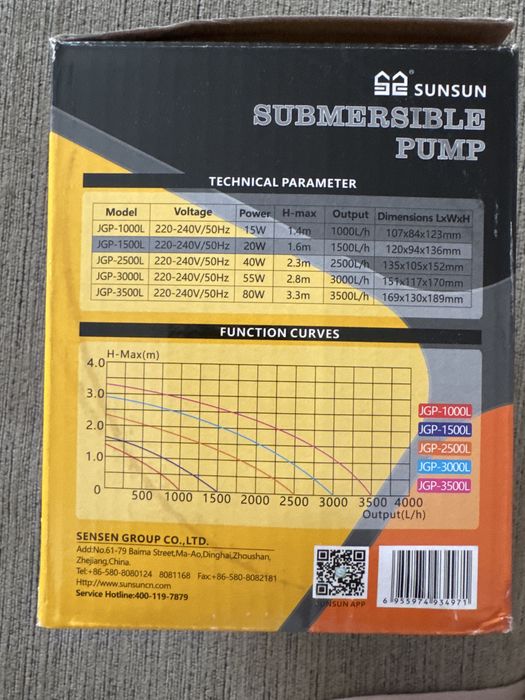 SUNSUN®
SUBMERSIBLE
PUMP
TECHNICAL PARAMETER
Model Voltage Power H-max Output Dimensions LxWxH
JGP-1000L 220-240V/50Hz 15W 1.4m 1000L/h 107x84x123mm
JGP-1500L 220-240V/50Hz 20W 1.6m 1500L/h 120x94x136mm
JGP-2500L 220-240V/50Hz 40W 2.3m 2500L/h 135x105x152mm
JGP-3000L 220-240V/50Hz 55W 2.8m 3000L/h 151x117x170mm
JGP-3500L 220-240V/50Hz 80W 3.3m 3500L/h 169x130x189mm
FUNCTION CURVES
H-Max(m)
4.0
3.0
2.0
1.0
0
500 1000 1500 2000 2500 3000 3500 4000
Output(L/h)
JGP-1000L
JGP-1500L
JGP-2500L
JGP-3000L
JGP-3500L
SENSEN GROUP CO.,LTD.
Add:No.61-79 Baima Street,Ma-Ao,Dinghai,Zhoushan,
Zhejiang,China.
Tel:+86-580-8080124 8081168 Fax:+86-580-8082181
Http://www.sunsuncn.com
Service Hotline:400-119-7879
SUNSUN APP
6 955974 934971